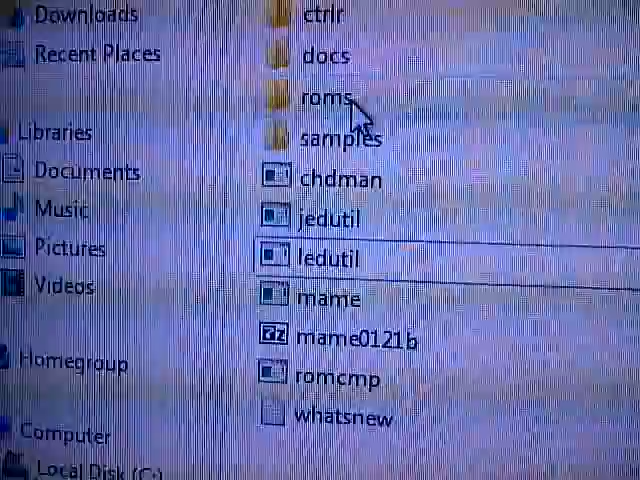 Downloads
Recent Places
Libraries
Documents
Music
Pictures
Videos
Homegroup
Computer
Local Disk (C:)
ctrlr
docs
roms
samples
chdman
jedutil
ledutil
mame
7z mame0121b
romcmp
whatsnew